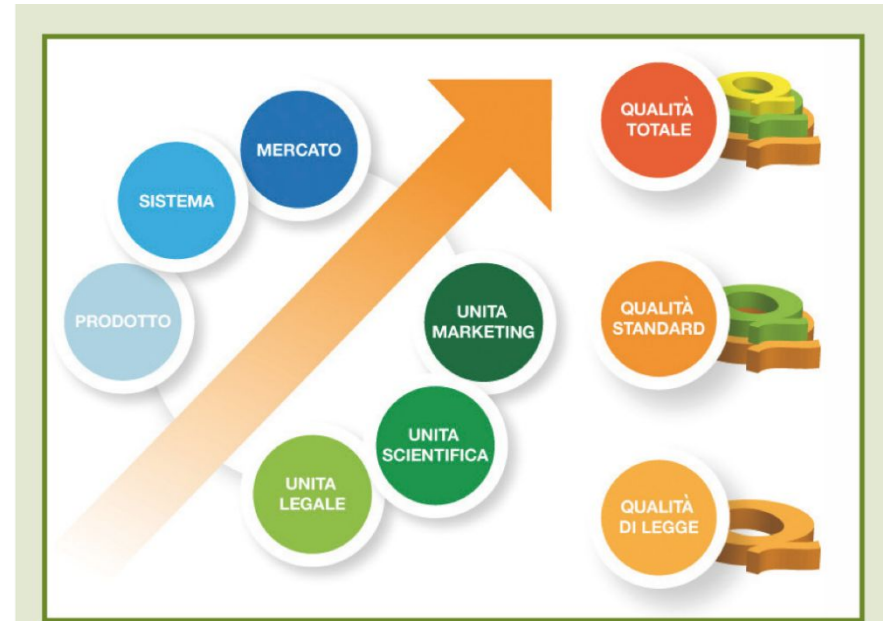 MERCATO
SISTEMA
PRODOTTO
UNITA
MARKETING
UNITA
SCIENTIFICA
UNITA
LEGALE
QUALITÀ
TOTALE
QUALITÀ
STANDARD
QUALITÀ
DI LEGGE